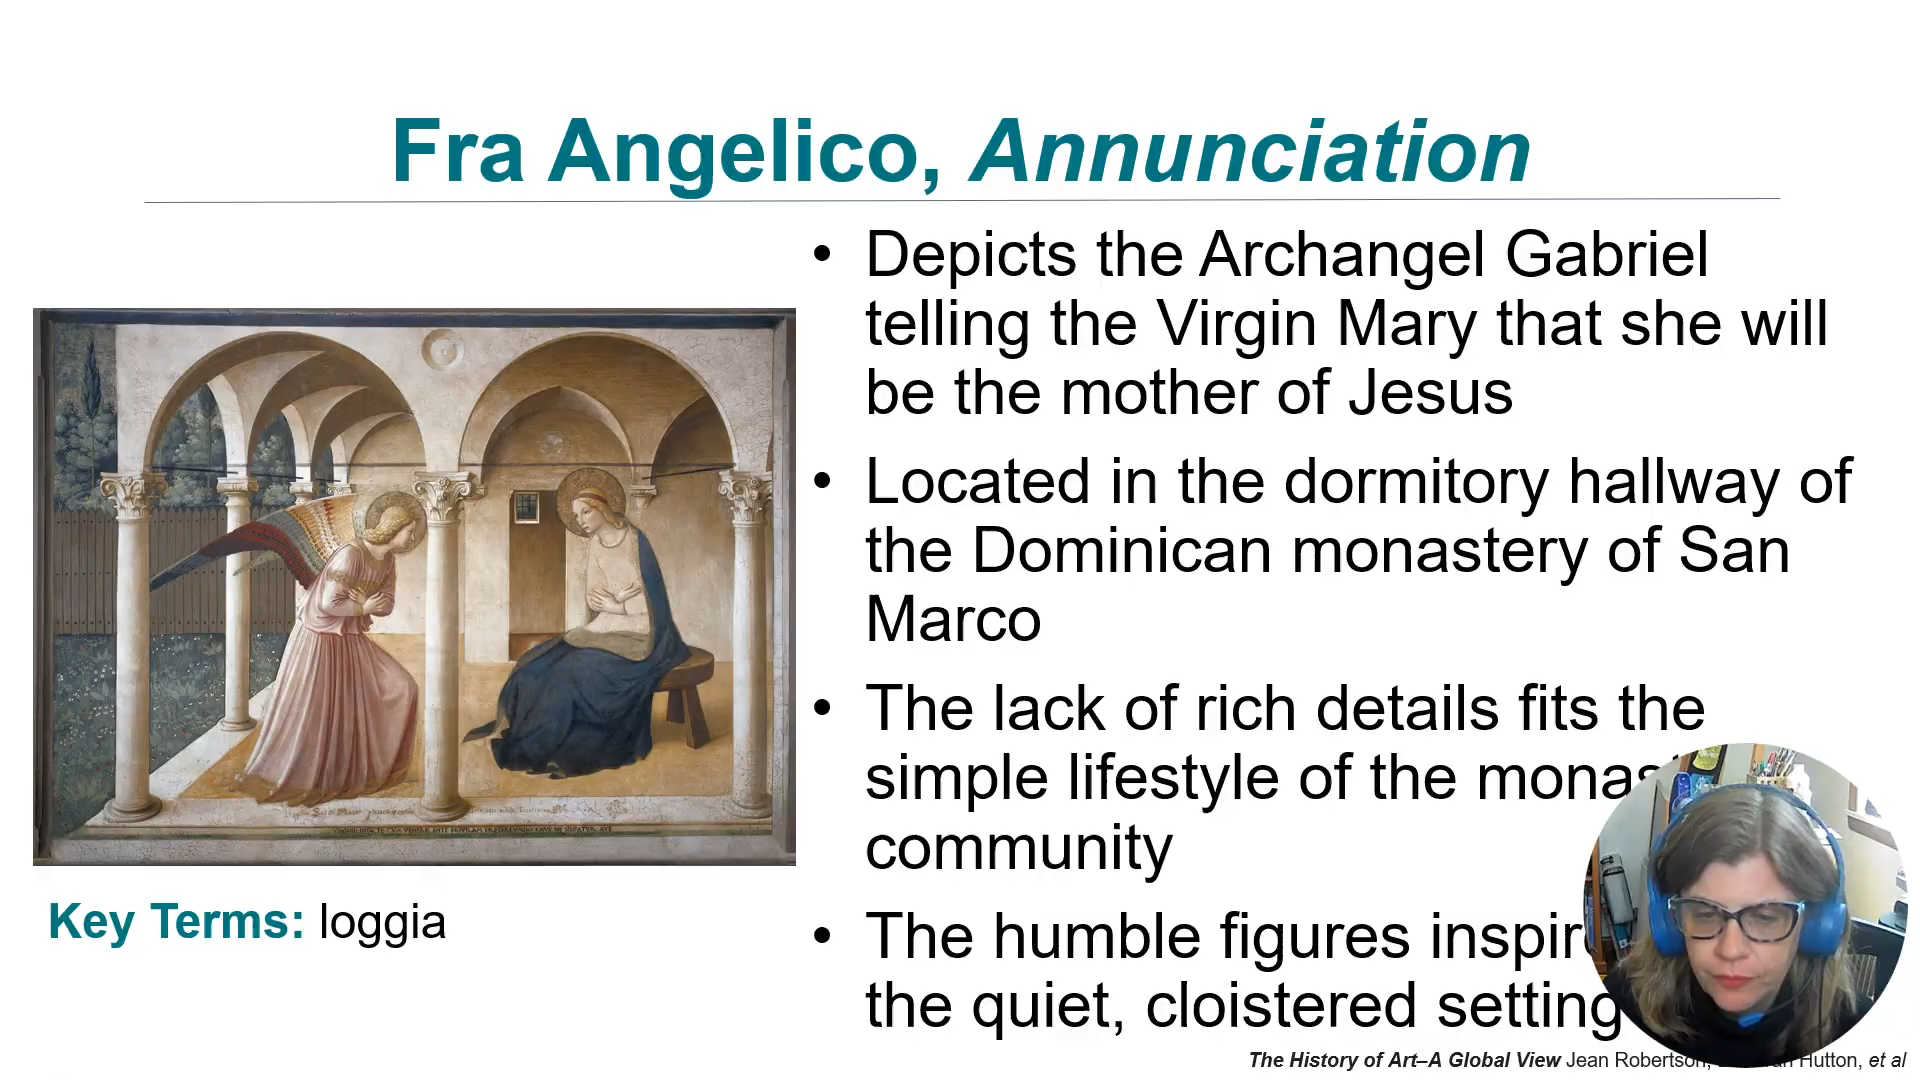 Fra Angelico, Annunciation
• Depicts the Archangel Gabriel
telling the Virgin Mary that she will
be the mother of Jesus
• Located in the dormitory hallway of
the Dominican monastery of San
Marco
• The lack of rich details fits the
simple lifestyle of the
community
• The humble figures
the quiet, cloistered setting
Key Terms: loggia
The History of Art–A Global View Jean Robertson, Hutton, et al